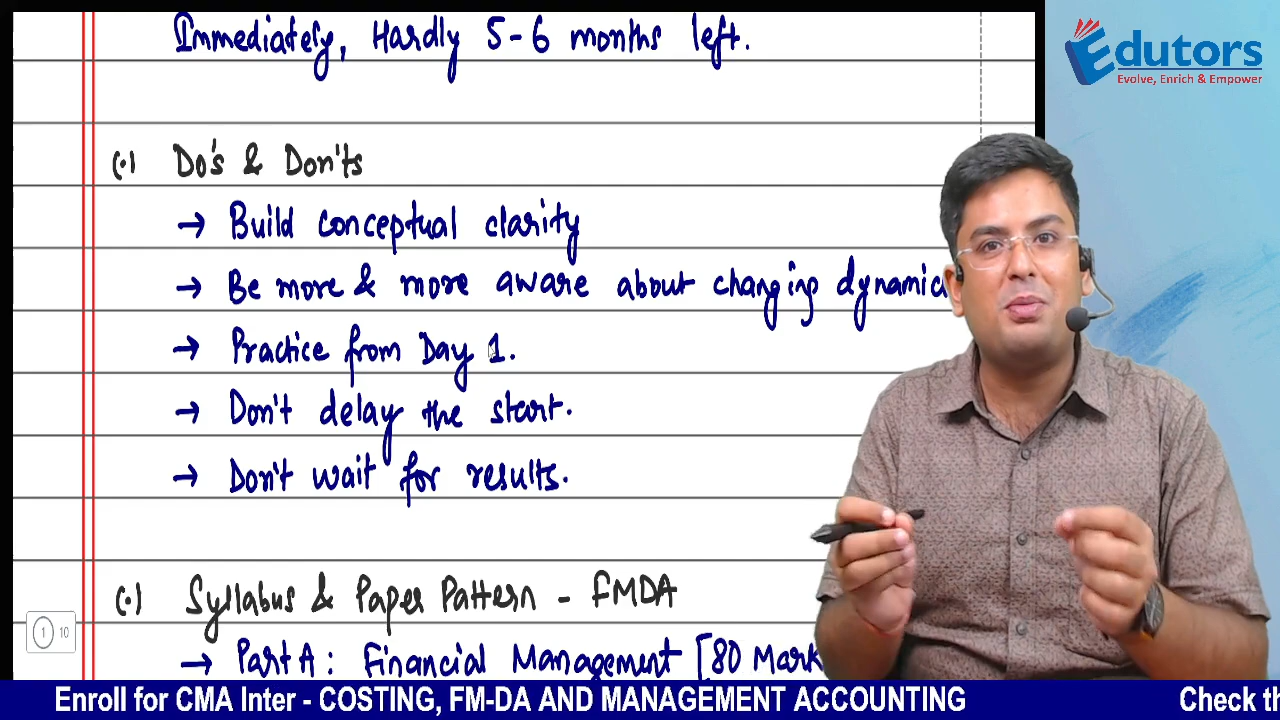 Immediately, Hardly 5-6 months left.
Edutors
Evolve, Enrich & Empower
(.) Do's & Don'ts
→ Build conceptual clarity
→ Be more & more aware about changing dynamic
→ Practice from Day 1.
→ Don't delay the start.
→ Don't wait for results.
(.) Syllabus & Paper Pattern - FMDA
1 10
→ Part A: Financial Management [80 Mark
Enroll for CMA Inter - COSTING, FM-DA AND MANAGEMENT ACCOUNTING
Check th